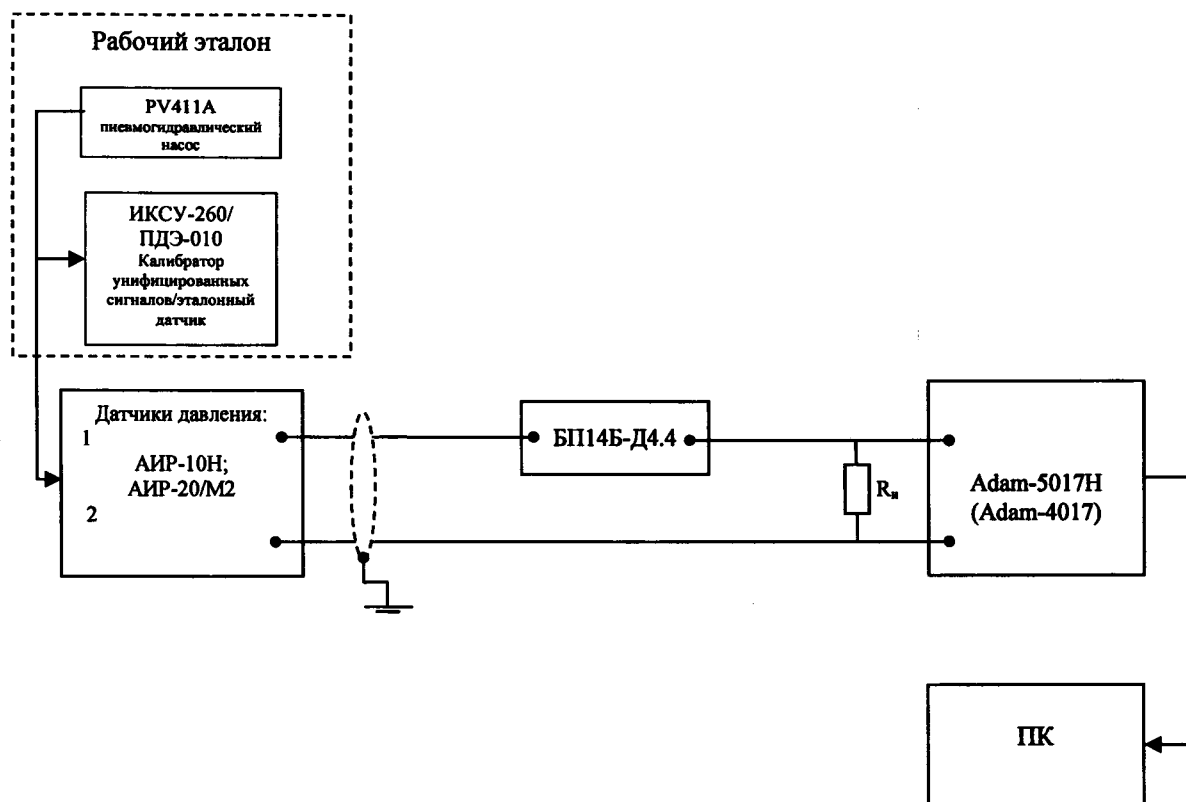 Рабочий эталон
PV411A
пневмогидравлический
насос
ИКСУ-260/
ПДЭ-010
Калибратор
унифицированных
сигналов/эталонный
датчик
Датчики давления:
1
АИР-10Н;
АИР-20/М2
2
БП14Б-Д4.4
Rн
Adam-5017H
(Adam-4017)
ПК